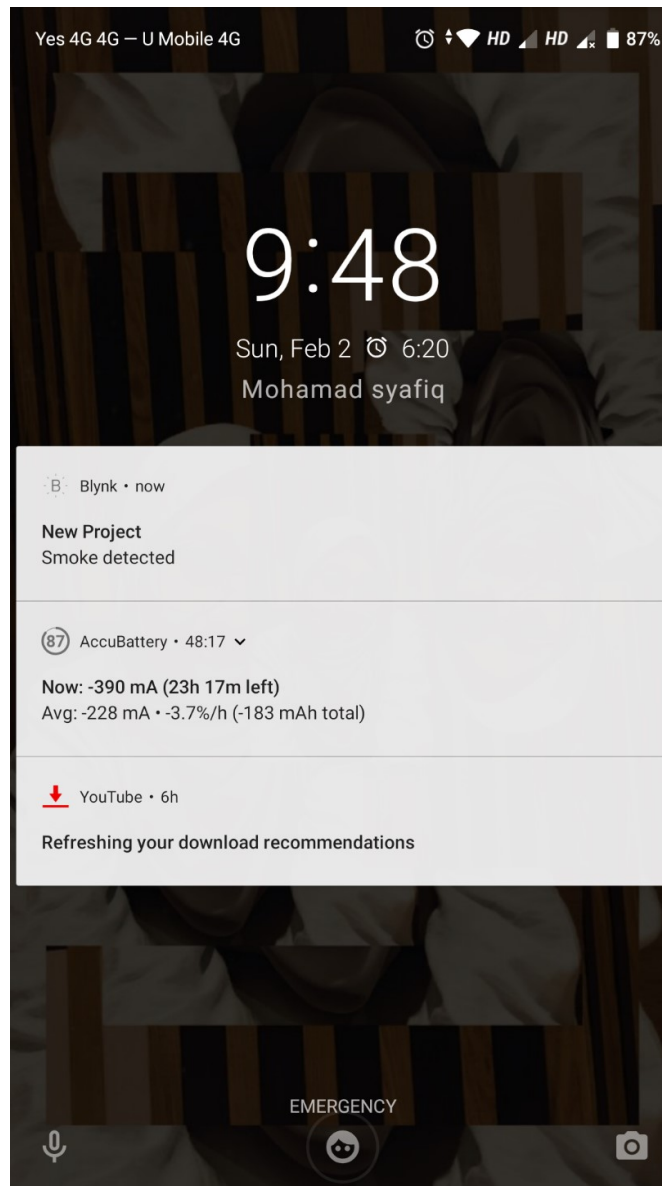 Yes 4G 4G — U Mobile 4G HD HD 87%
9:48
Sun, Feb 2 6:20
Mohamad syafiq
B Blynk • now
New Project
Smoke detected
87 AccuBattery • 48:17
Now: -390 mA (23h 17m left)
Avg: -228 mA • -3.7%/h (-183 mAh total)
YouTube • 6h
Refreshing your download recommendations
EMERGENCY